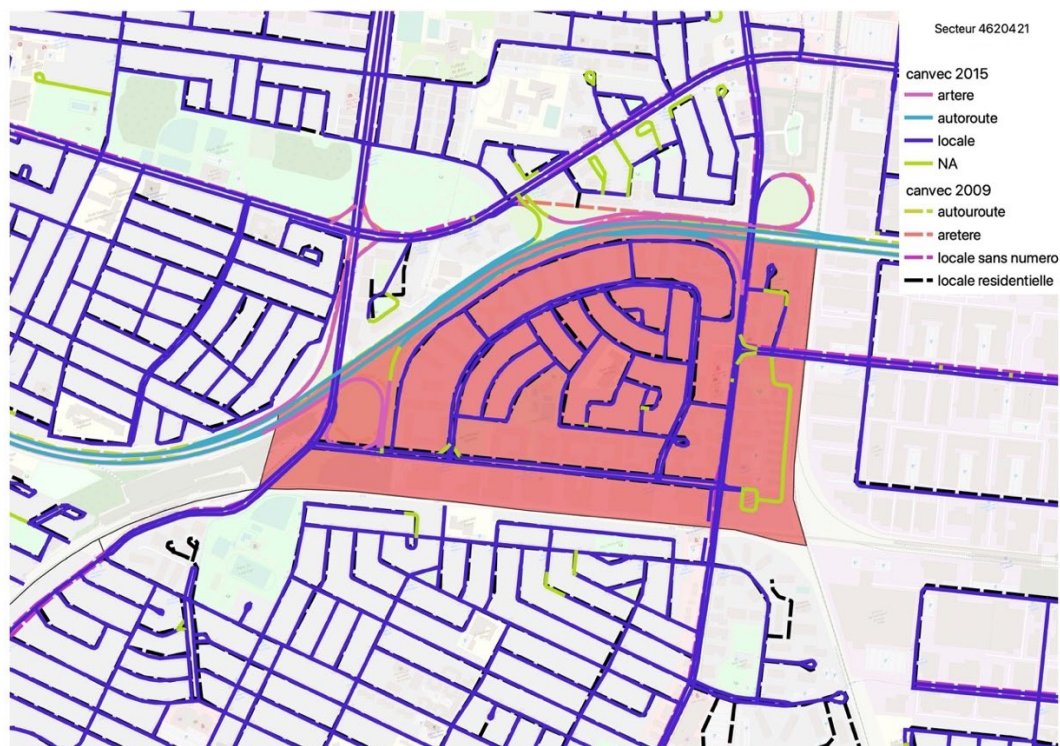 Secteur 4620421
canvec 2015
artere
autoroute
locale
NA
canvec 2009
autouroute
aretere
locale sans numero
locale residentielle